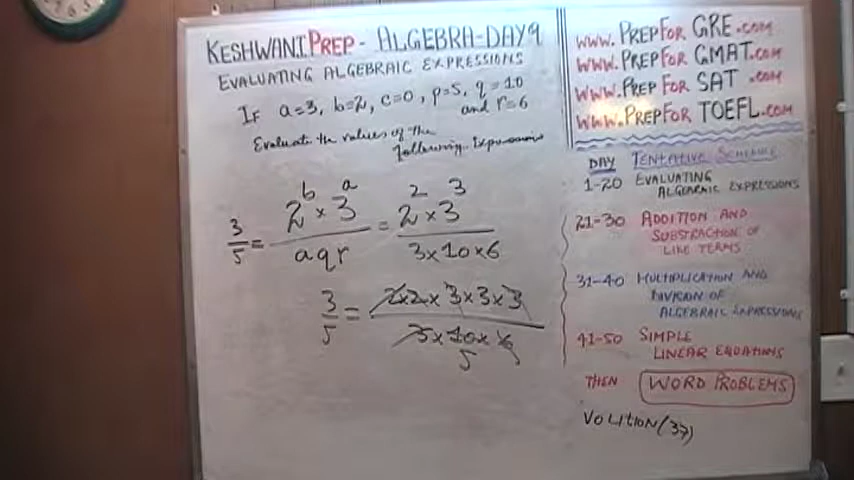 KESHWANI PREP - ALGEBRA-DAY 9
EVALUATING ALGEBRAIC EXPRESSIONS
IF a=3, b=2, c=0, p=5, q=10
and r=6
Evaluate the values of the
following Expressions
3/5 = 2^b × 3^a / aqr = 2^2 × 3^3 / 3×10×6
3/5 = 2×2×3×3×3 / 3×10×6
5
www.PREPFOR GRE.com
www.PREPFOR GMAT.com
www.PREPFOR SAT.com
www.PREPFOR TOEFL.com
DAY TENTATIVE SCHEDULE
1-20 EVALUATING
ALGEBRAIC EXPRESSIONS
21-30 ADDITION AND
SUBSTRACTION OF
LIKE TERMS
31-40 MULTIPLICATION AND
DIVISION OF
ALGEBRAIC EXPRESSIONS
41-50 SIMPLE
LINEAR EQUATIONS
THEN WORD PROBLEMS
VOLITION (37)